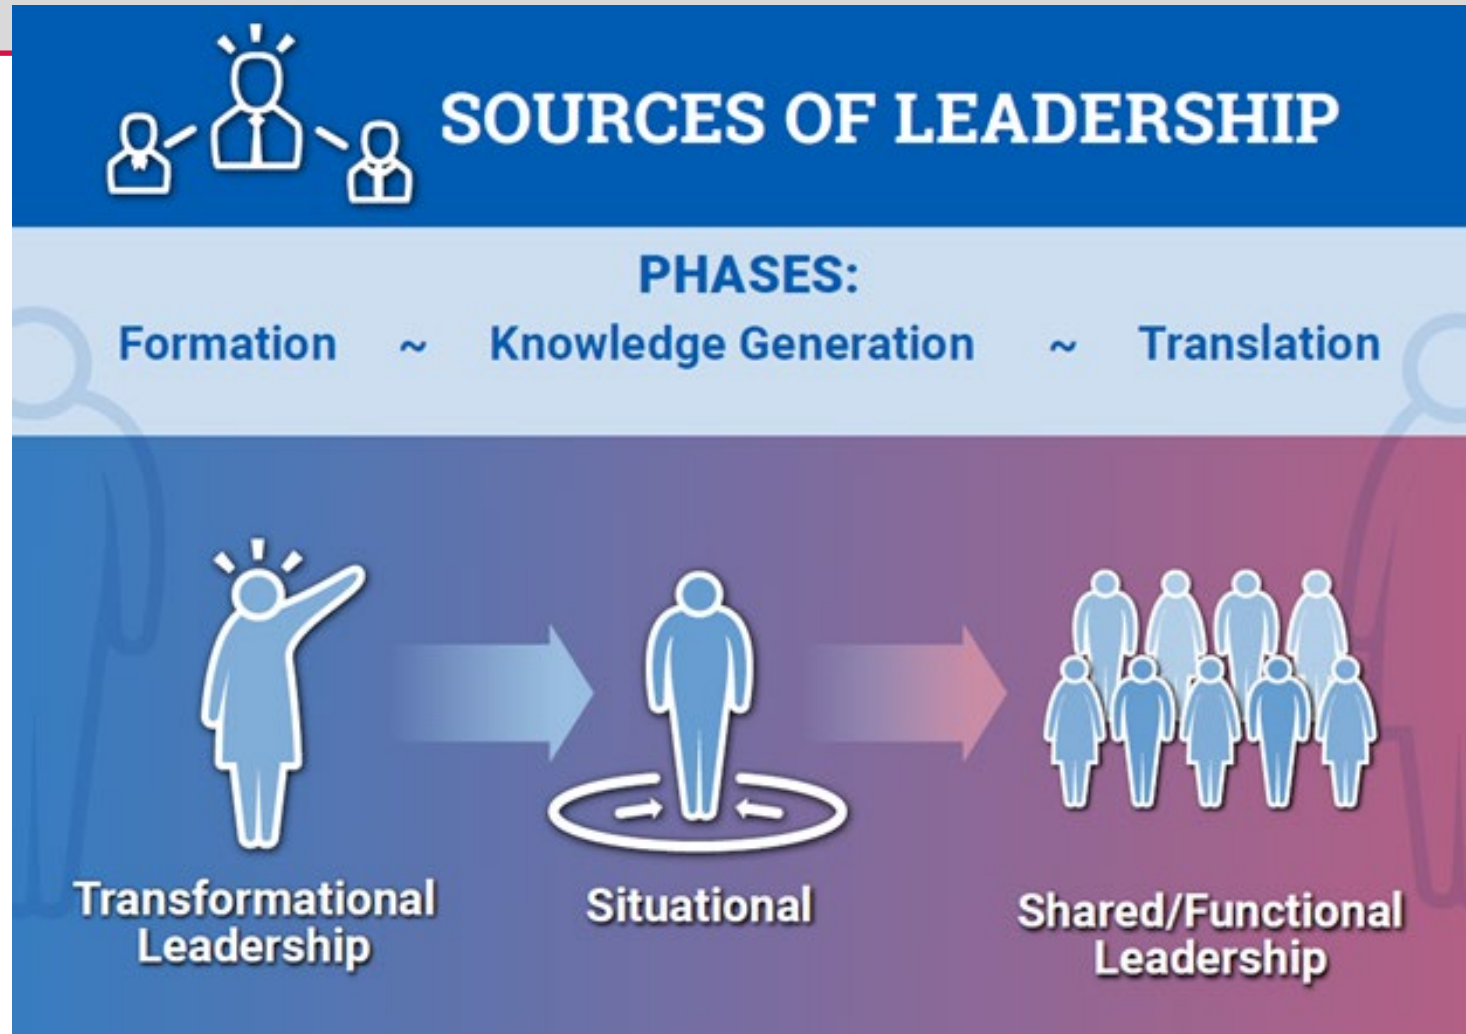 SOURCES OF LEADERSHIP
PHASES:
Formation ~ Knowledge Generation ~ Translation
Transformational
Leadership
Situational
Shared/Functional
Leadership